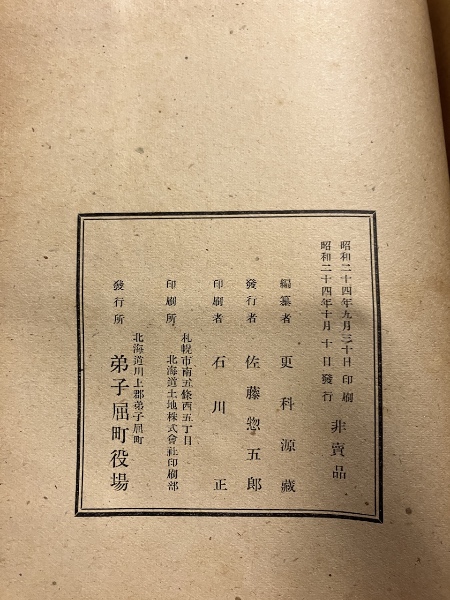 昭和二十四年九月三十日 印刷
昭和二十四年十月 十日 發行
非賣品
編纂者 更科源藏
發行者 佐藤惣五郎
印刷者 石川正
札幌市南五條西五丁目
印刷所 北海道土地株式會社印刷部
北海道川上郡弟子屈町
發行所 弟子屈町役場